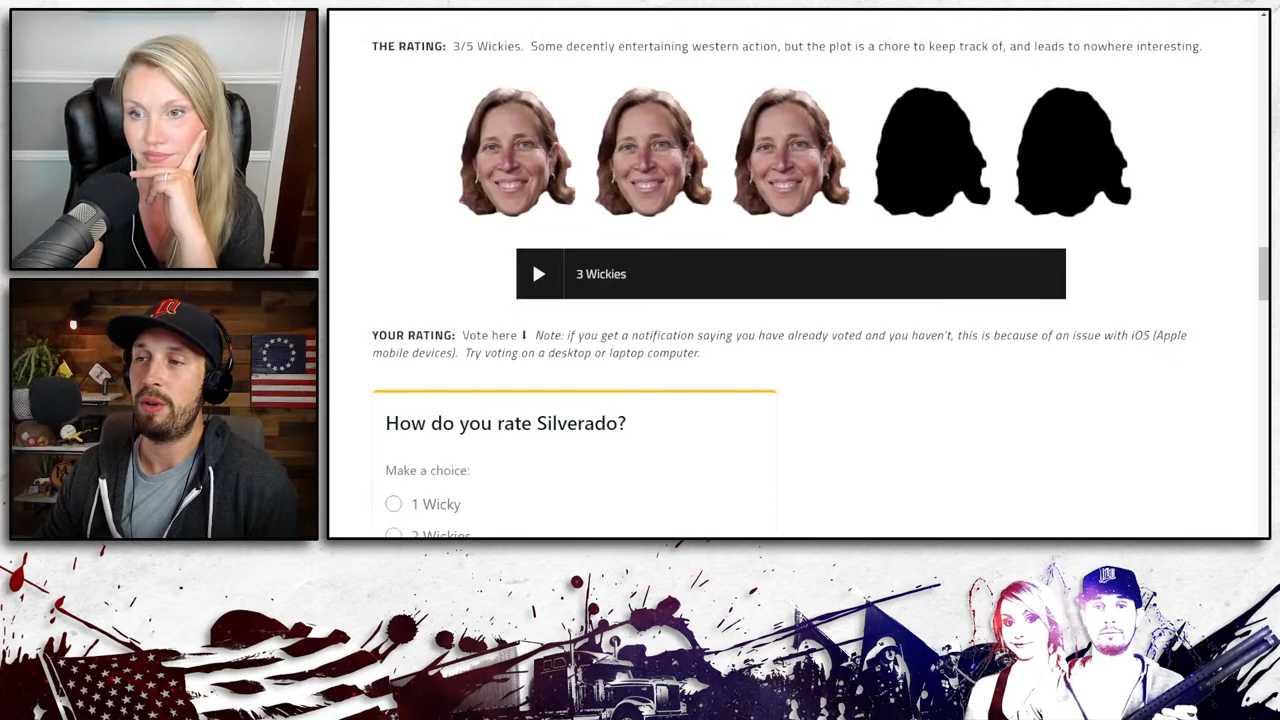 THE RATING: 3/5 Wickies. Some decently entertaining western action, but the plot is a chore to keep track of, and leads to nowhere interesting.
3 Wickies
YOUR RATING: Vote here ⬇ Note: if you get a notification saying you have already voted and you haven't, this is because of an issue with iOS (Apple
mobile devices). Try voting on a desktop or laptop computer.
How do you rate Silverado?
Make a choice:
1 Wicky
2 Wickies